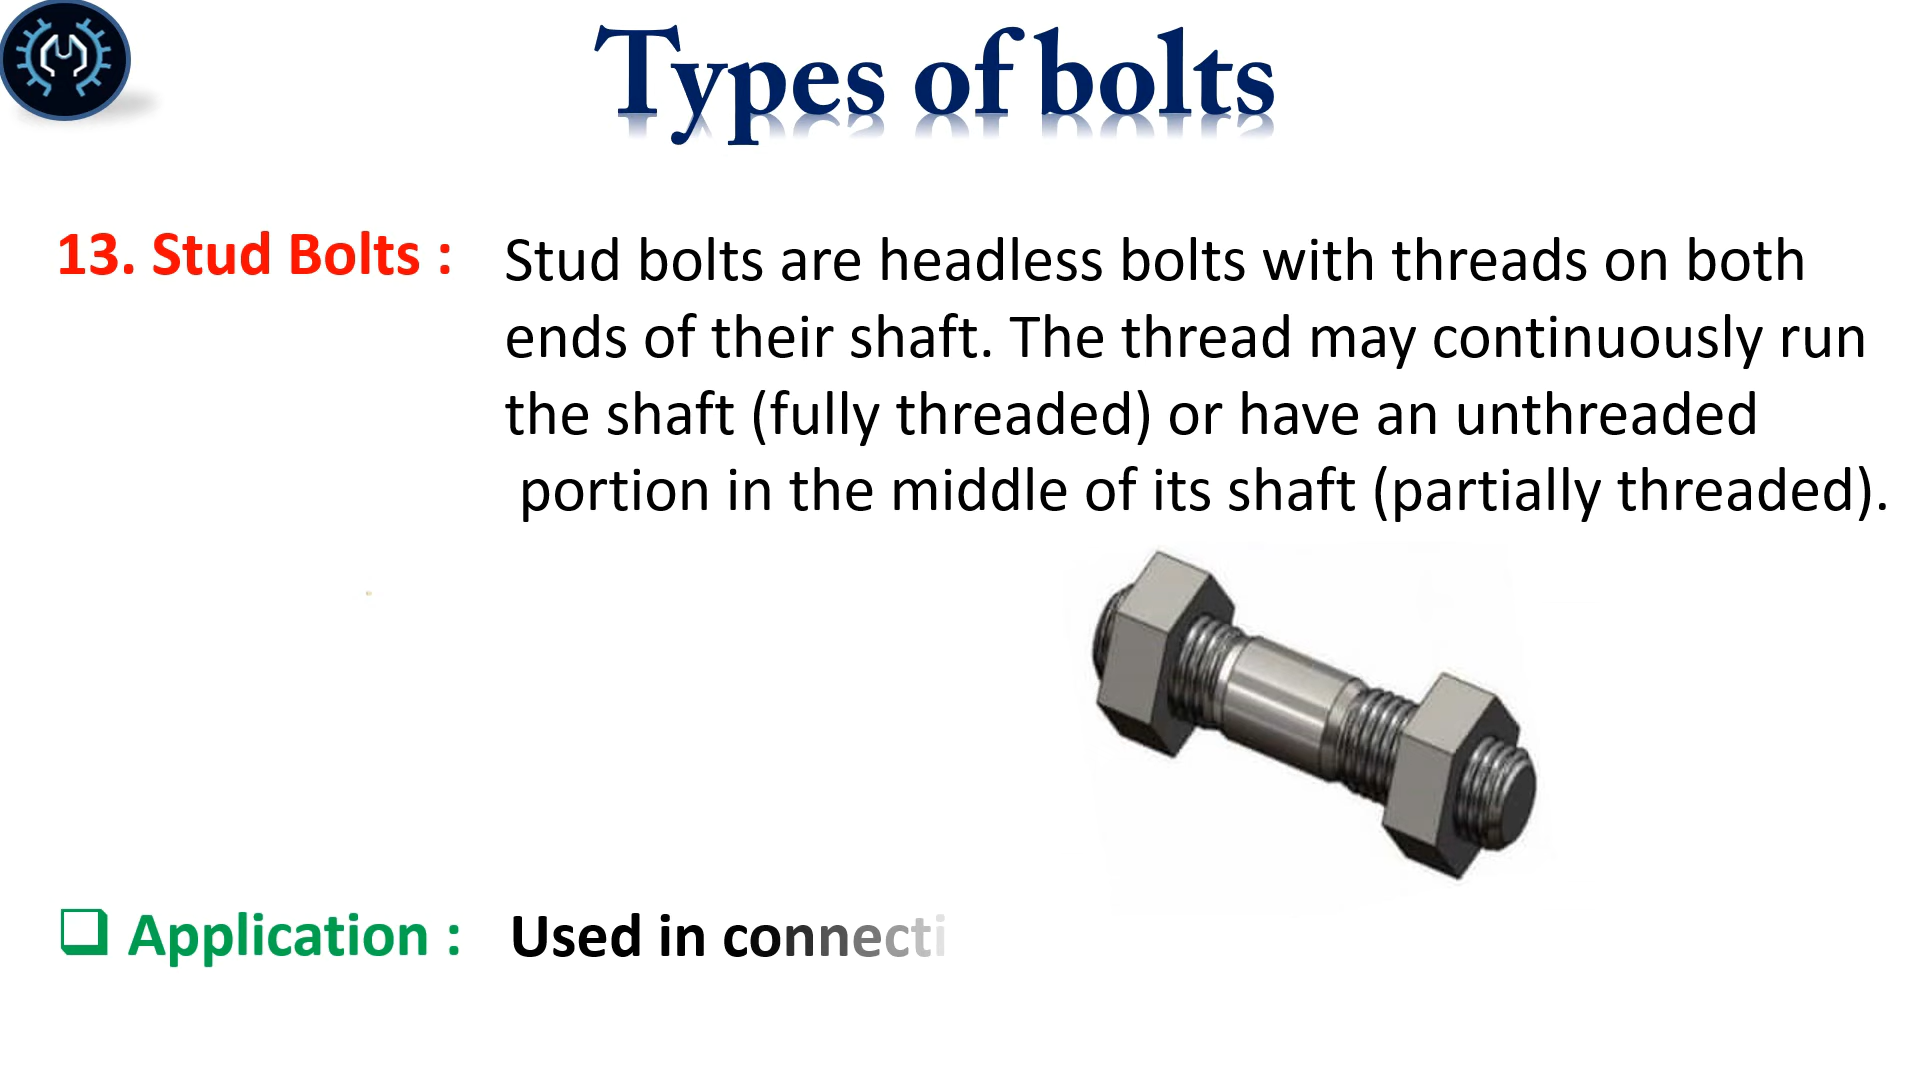 Types of bolts
13. Stud Bolts :
Stud bolts are headless bolts with threads on both
ends of their shaft. The thread may continuously run
the shaft (fully threaded) or have an unthreaded
portion in the middle of its shaft (partially threaded).
Application :
Used in connecti